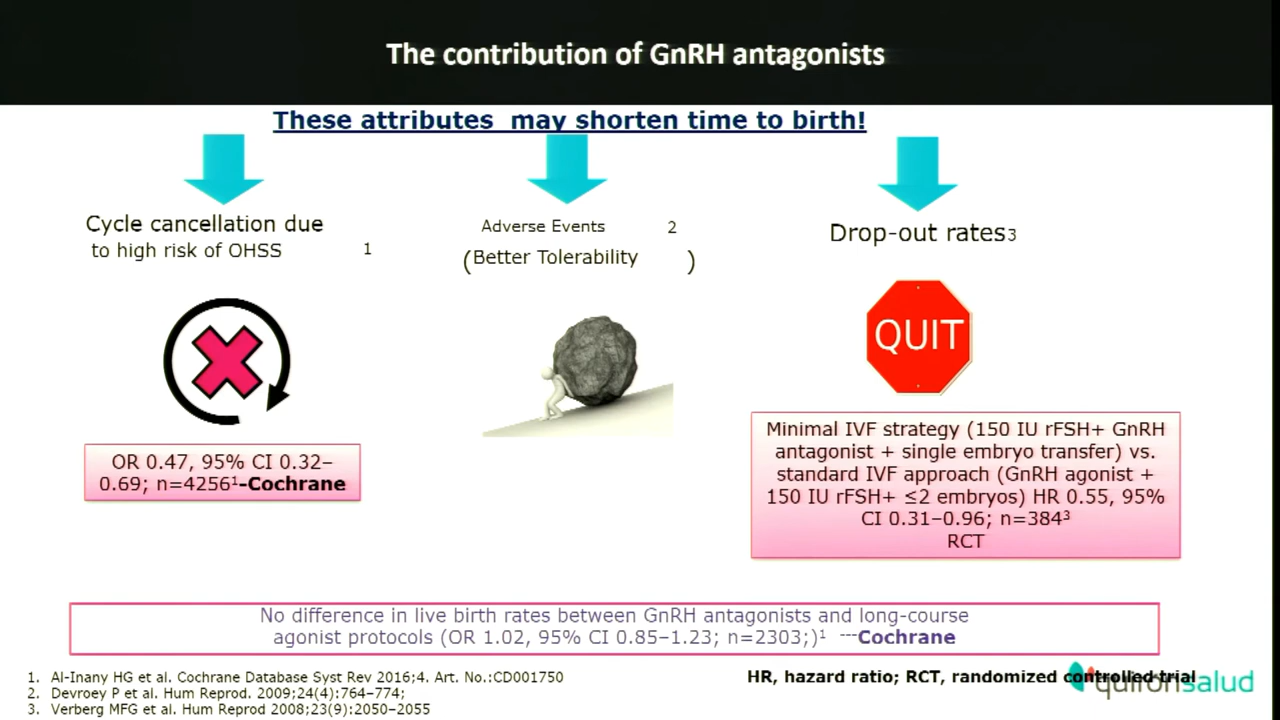 The contribution of GnRH antagonists
These attributes may shorten time to birth!
Cycle cancellation due
to high risk of OHSS 1
Adverse Events 2
(Better Tolerability )
Drop-out rates3
QUIT
OR 0.47, 95% CI 0.32–
0.69; n=4256¹-Cochrane
Minimal IVF strategy (150 IU rFSH+ GnRH
antagonist + single embryo transfer) vs.
standard IVF approach (GnRH agonist +
150 IU rFSH+ ≤2 embryos) HR 0.55, 95%
CI 0.31–0.96; n=384³
RCT
No difference in live birth rates between GnRH antagonists and long-course
agonist protocols (OR 1.02, 95% CI 0.85–1.23; n=2303;)¹ ---Cochrane
1. Al-Inany HG et al. Cochrane Database Syst Rev 2016;4. Art. No.:CD001750
2. Devroey P et al. Hum Reprod. 2009;24(4):764–774;
3. Verberg MFG et al. Hum Reprod 2008;23(9):2050–2055
HR, hazard ratio; RCT, randomized controlled trial
quirónsalud